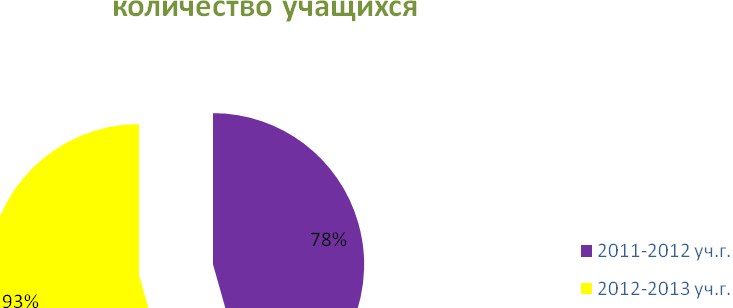 количество учащихся
78%
2011-2012 уч.г.
2012-2013 уч.г.
93%